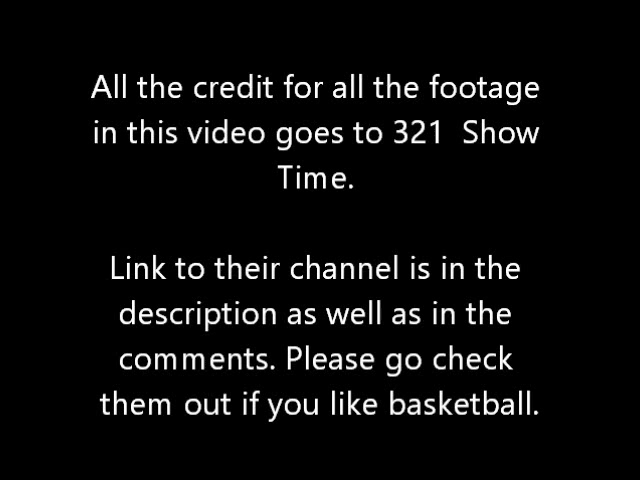 All the credit for all the footage
in this video goes to 321  Show
Time.
Link to their channel is in the
description as well as in the
comments. Please go check
them out if you like basketball.